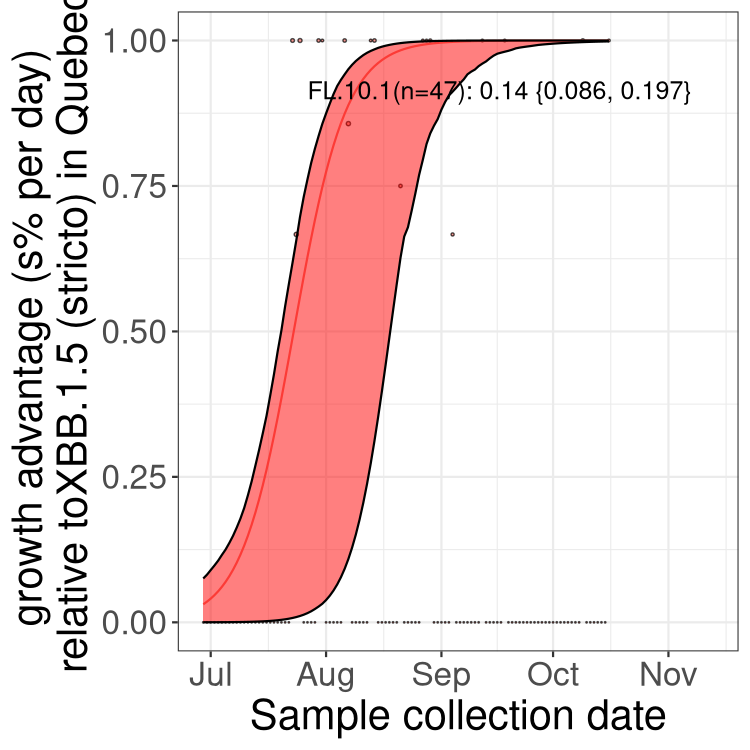 growth advantage (s% per day)
relative toXBB.1.5 (stricto) in Quebec
1.00
0.75
0.50
0.25
0.00
FL.10.1(n=47): 0.14 {0.086, 0.197}
Jul Aug Sep Oct Nov
Sample collection date